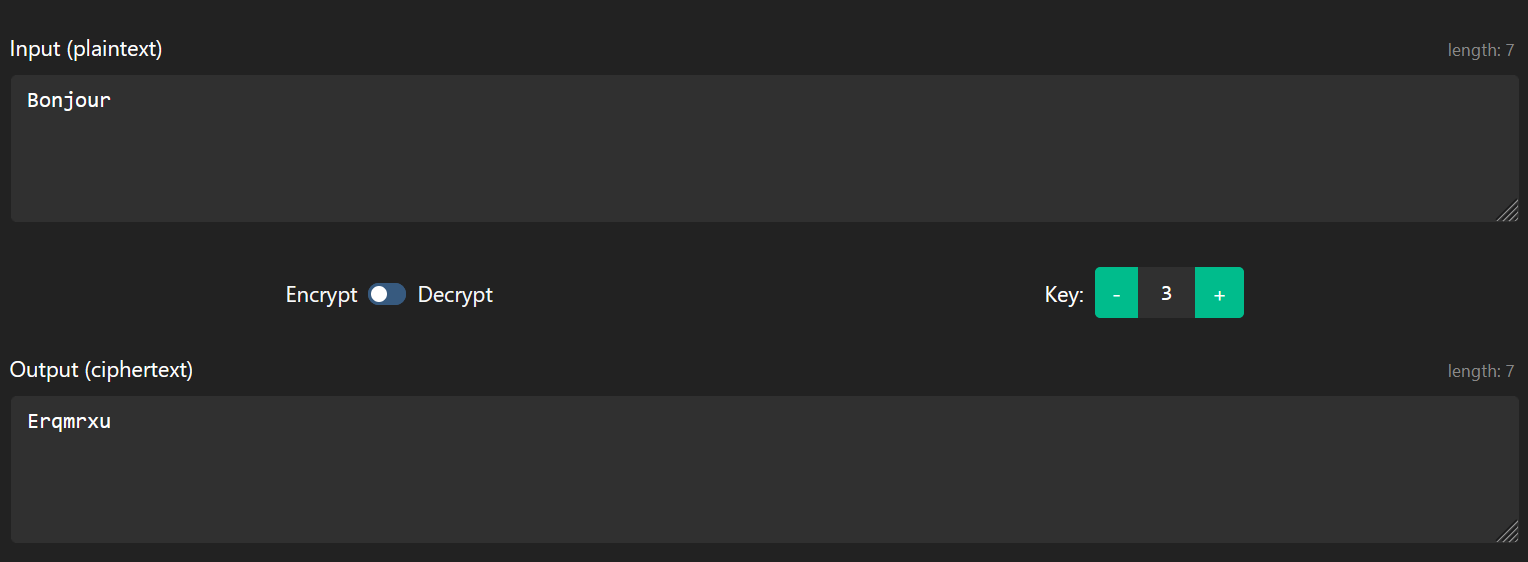 Input (plaintext) length: 7
Bonjour
Encrypt Decrypt Key: - 3 +
Output (ciphertext) length: 7
Erqmrxu